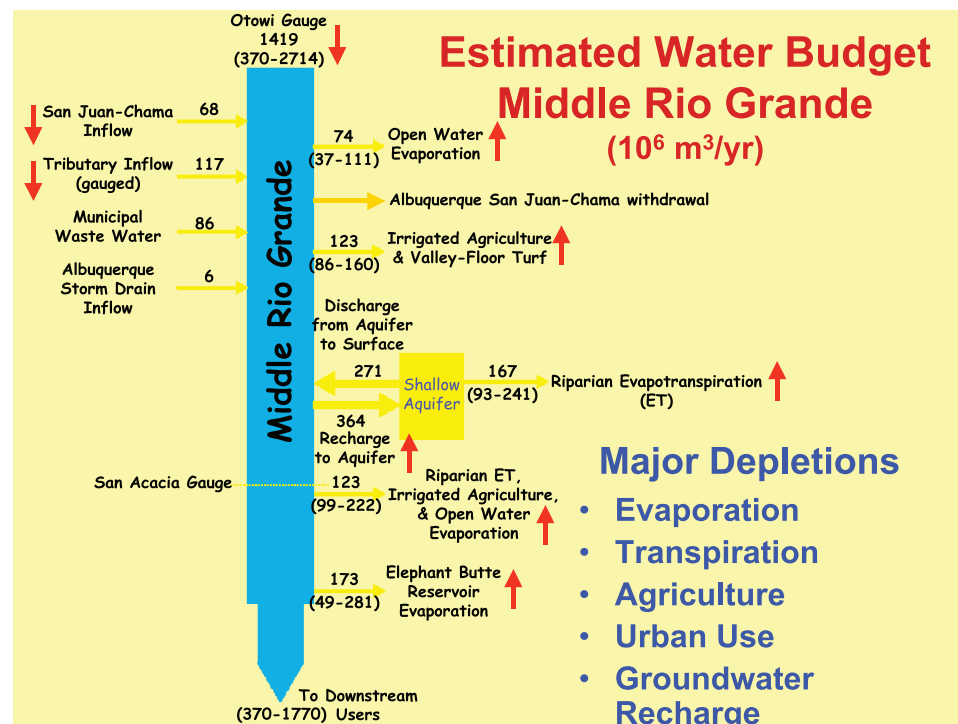 Otowi Gauge
1419
(370-2714)
Estimated Water Budget
Middle Rio Grande
(10⁶ m³/yr)
San Juan-Chama
Inflow
68
Tributary Inflow
(gauged)
117
Municipal
Waste Water
86
Albuquerque
Storm Drain
Inflow
6
Middle Rio Grande
74
(37-111)
Open Water
Evaporation
Albuquerque San Juan-Chama withdrawal
123
(86-160)
Irrigated Agriculture
& Valley-Floor Turf
Discharge
from Aquifer
to Surface
271
Shallow
Aquifer
167
(93-241)
Riparian Evapotranspiration
(ET)
364
Recharge
to Aquifer
San Acacia Gauge
123
(99-222)
Riparian ET,
Irrigated Agriculture,
& Open Water
Evaporation
173
(49-281)
Elephant Butte
Reservoir
Evaporation
To Downstream
(370-1770) Users
Major Depletions
• Evaporation
• Transpiration
• Agriculture
• Urban Use
• Groundwater
Recharge